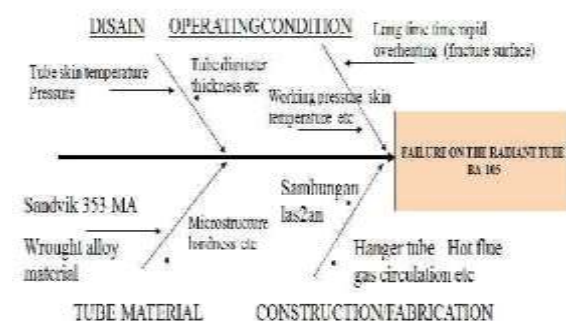 DISAIN OPERATINGCONDITION
Long time time rapid
overheating (fracture surface)
Tube skin temperature
Pressure
Tube diameter
thickness etc
Working pressure skin
temperature etc
FAILURE ON THE RADIANT TUBE
BA 105
Sandvik 353 MA
Wrought alloy
material
Microstructure
hardness etc
Sambungan
las2an
Hanger tube Hot flue
gas circulation etc
TUBE MATERIAL CONSTRUCTION/FABRICATION